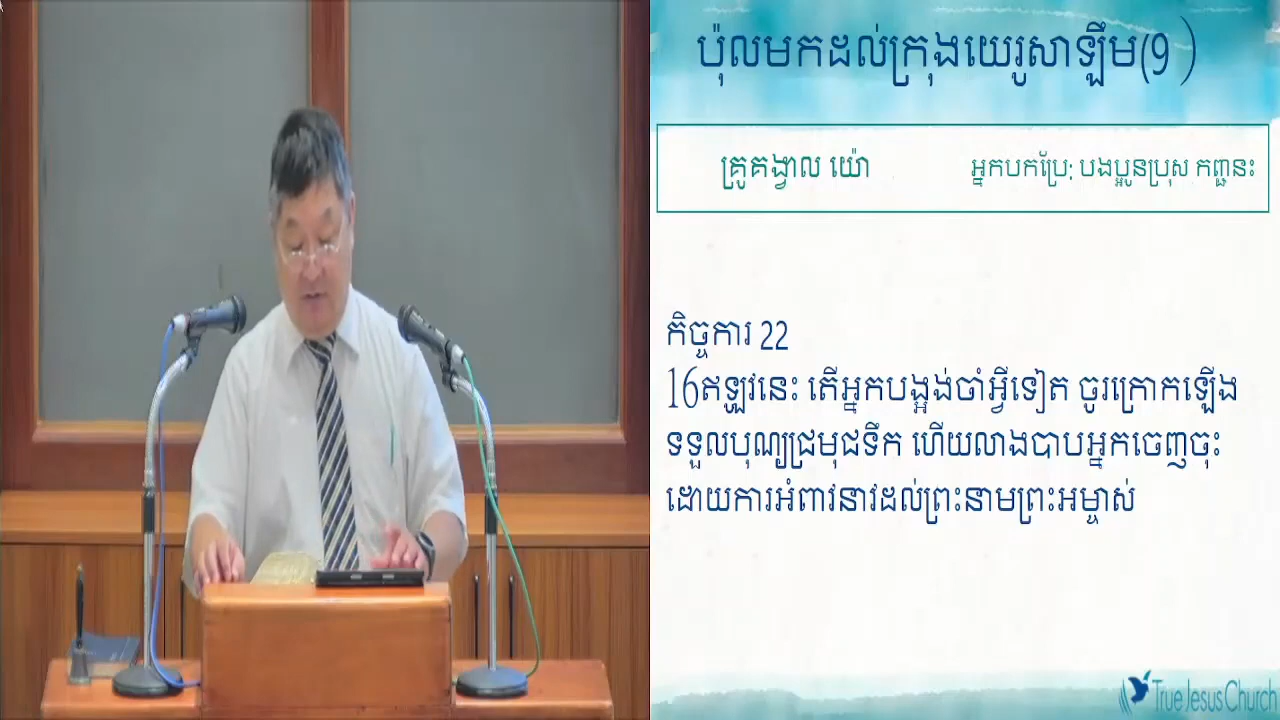 ប៉ុលមកដល់ក្រុងយេរូសាឡឹម(9 )
គ្រូគង្វាល យ៉ោ
អ្នកបកប្រែ: បងប្អូនប្រុស កញ្ជនះ
កិច្ចការ 22
16ឥឡូវនេះ តើអ្នកបង្អង់ចាំអ្វីទៀត ចូរក្រោកឡើង
ទទួលបុណ្យជ្រមុជទឹក ហើយលាងបាបអ្នកចេញចុះ
ដោយការអំពាវនាវដល់ព្រះនាមព្រះអម្ចាស់
True Jesus Church